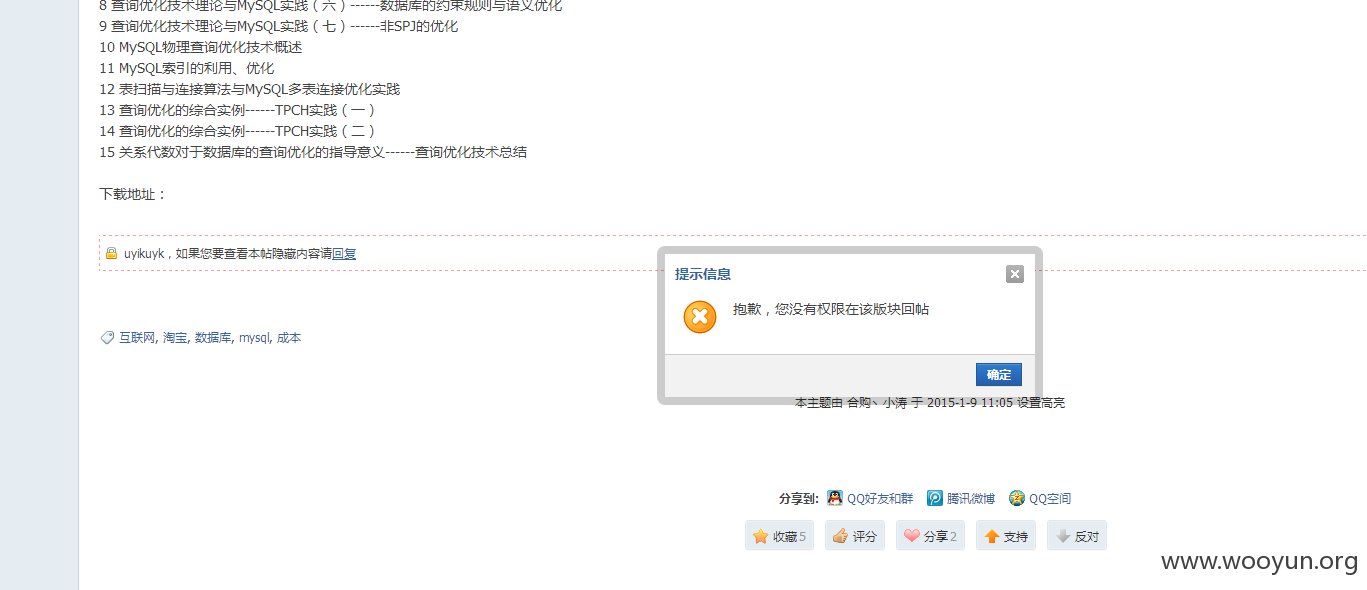 8 查询优化技术理论与MySQL实践（六）------数据库的约束规则与语义优化
9 查询优化技术理论与MySQL实践（七）------非SPJ的优化
10 MySQL物理查询优化技术概述
11 MySQL索引的利用、优化
12 表扫描与连接算法与MySQL多表连接优化实践
13 查询优化的综合实例------TPCH实践（一）
14 查询优化的综合实例------TPCH实践（二）
15 关系代数对于数据库的查询优化的指导意义------查询优化技术总结
下载地址：
uyikuyk，如果您要查看本帖隐藏内容请回复
提示信息
抱歉，您没有权限在该版块回帖
确定
互联网, 淘宝, 数据库, mysql, 成本
本主题由 合购丶小涛 于 2015-1-9 11:05 设置高亮
分享到: QQ好友和群 腾讯微博 QQ空间
收藏5 评分 分享2 支持 反对
www.wooyun.org